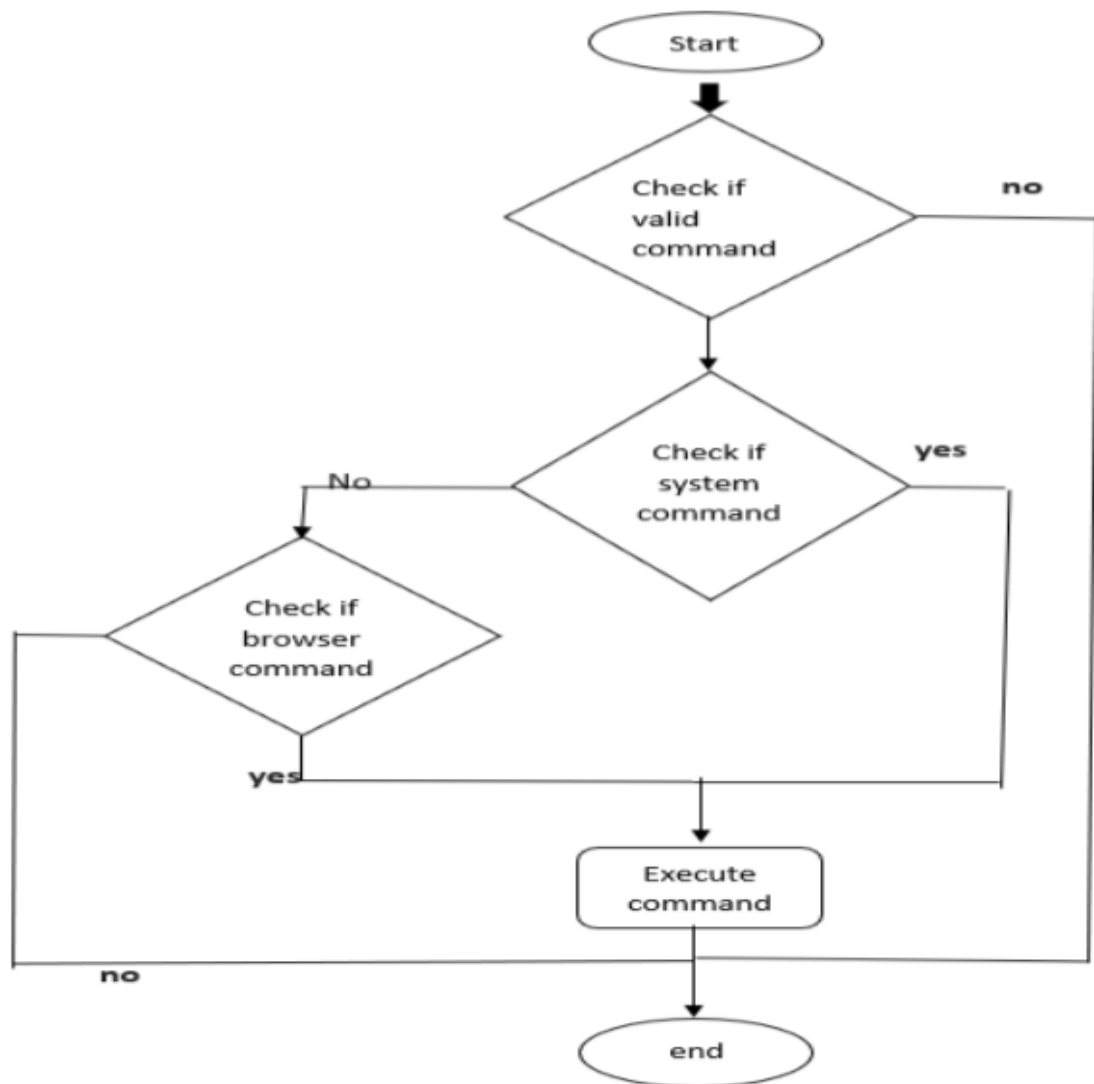 Start
Check if
valid
command
no
Check if
system
command
yes
No
Check if
browser
command
yes
Execute
command
no
end